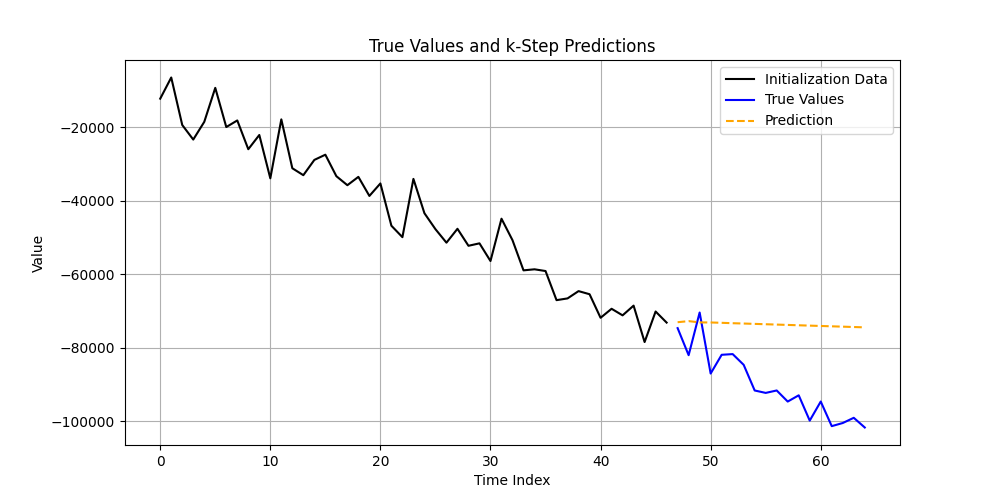 True Values and k-Step Predictions
Initialization Data
True Values
Prediction
Value
−20000
−40000
−60000
−80000
−100000
0 10 20 30 40 50 60
Time Index